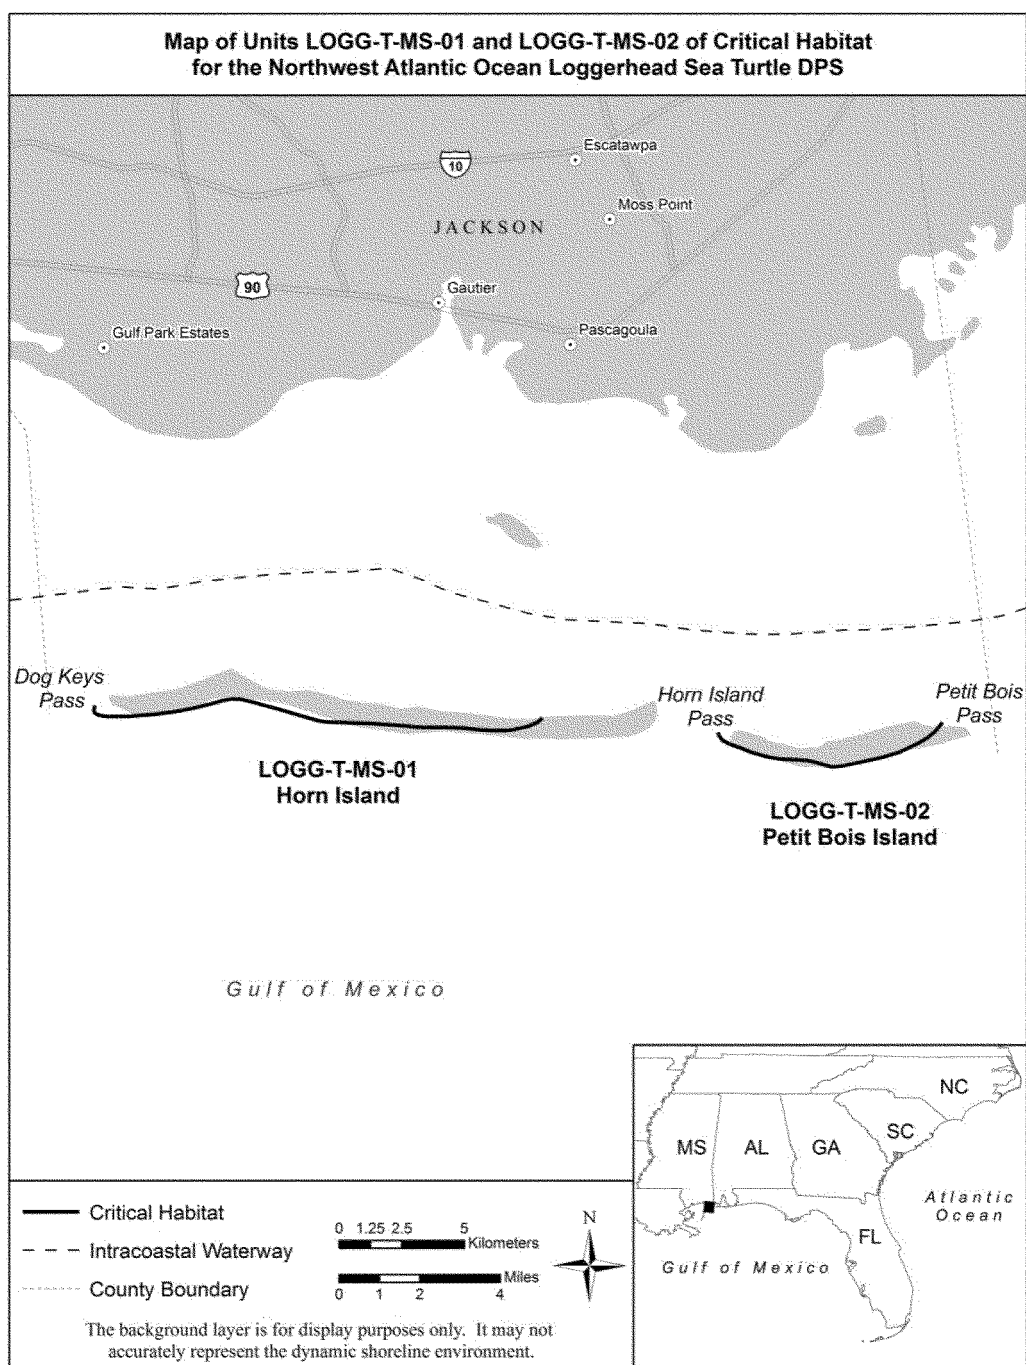 Map of Units LOGG-T-MS-01 and LOGG-T-MS-02 of Critical Habitat
for the Northwest Atlantic Ocean Loggerhead Sea Turtle DPS
Escatawpa
10
Moss Point
JACKSON
90
Gautier
Gulf Park Estates
Pascagoula
Dog Keys
Pass
Horn Island
Pass
Petit Bois
Pass
LOGG-T-MS-01
Horn Island
LOGG-T-MS-02
Petit Bois Island
Gulf of Mexico
NC
SC
MS
AL
GA
Atlantic
Ocean
FL
Gulf of Mexico
Critical Habitat
Intracoastal Waterway
County Boundary
0 1.25 2.5 5
Kilometers
Miles
0 1 2 4
N
The background layer is for display purposes only. It may not
accurately represent the dynamic shoreline environment.